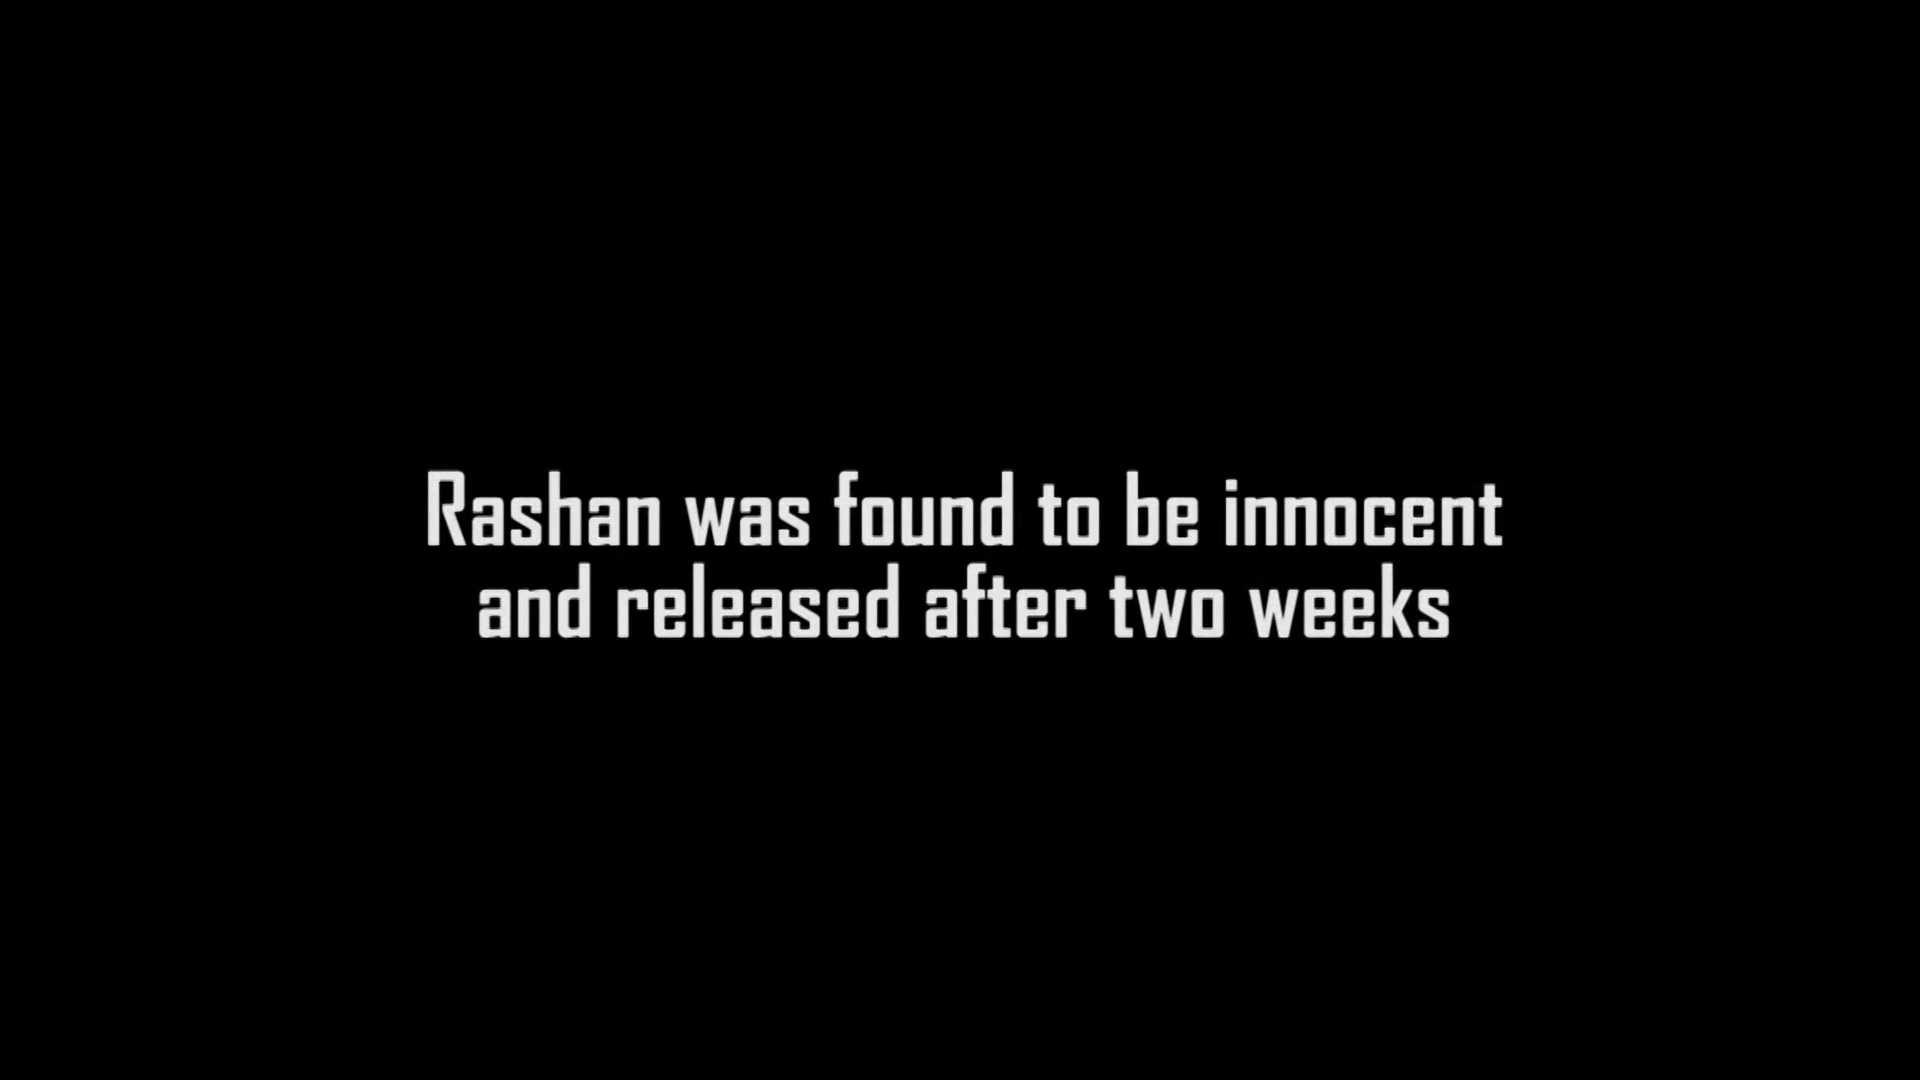 Rashan was found to be innocent
and released after two weeks